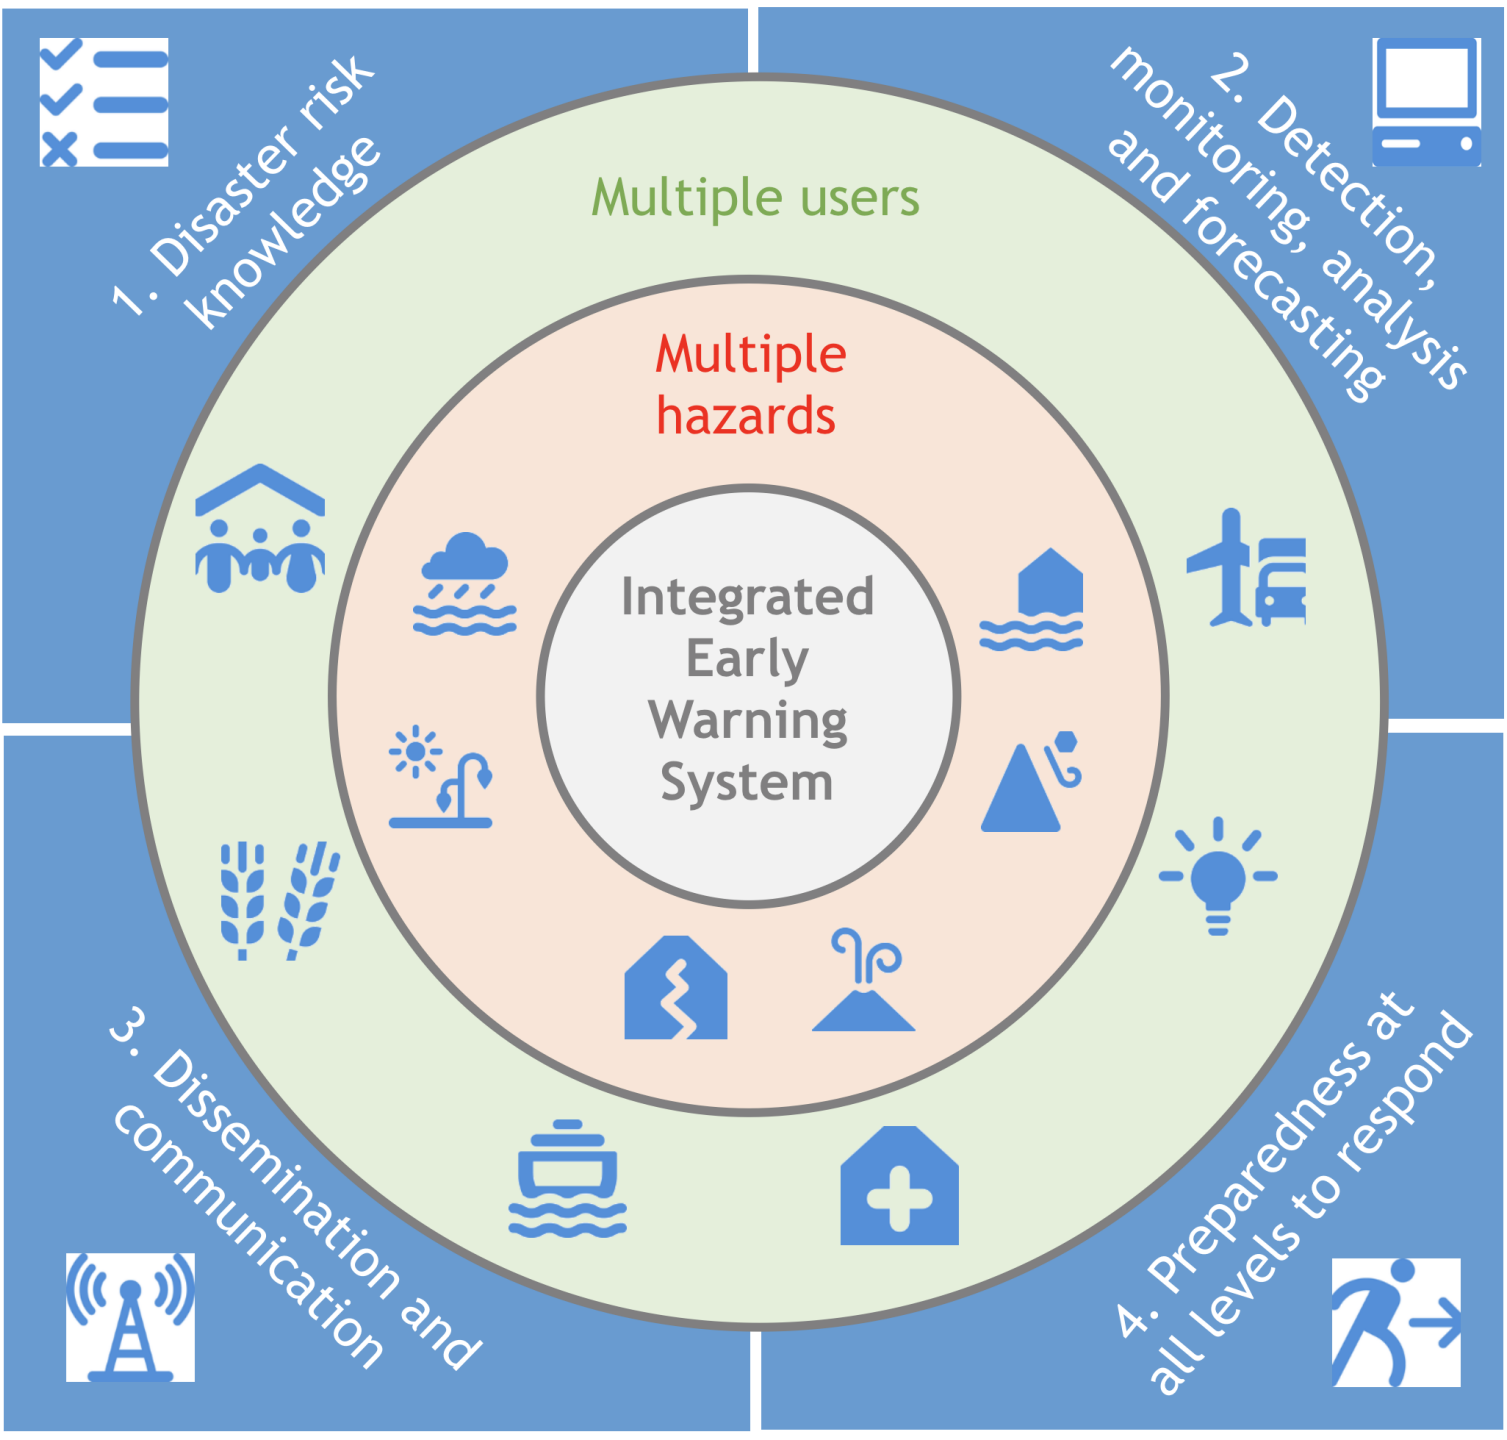 1. Disaster risk
knowledge
2. Detection,
monitoring, analysis
and forecasting
Multiple users
Multiple
hazards
Integrated
Early
Warning
System
3. Dissemination and
communication
4. Preparedness at
all levels to respond